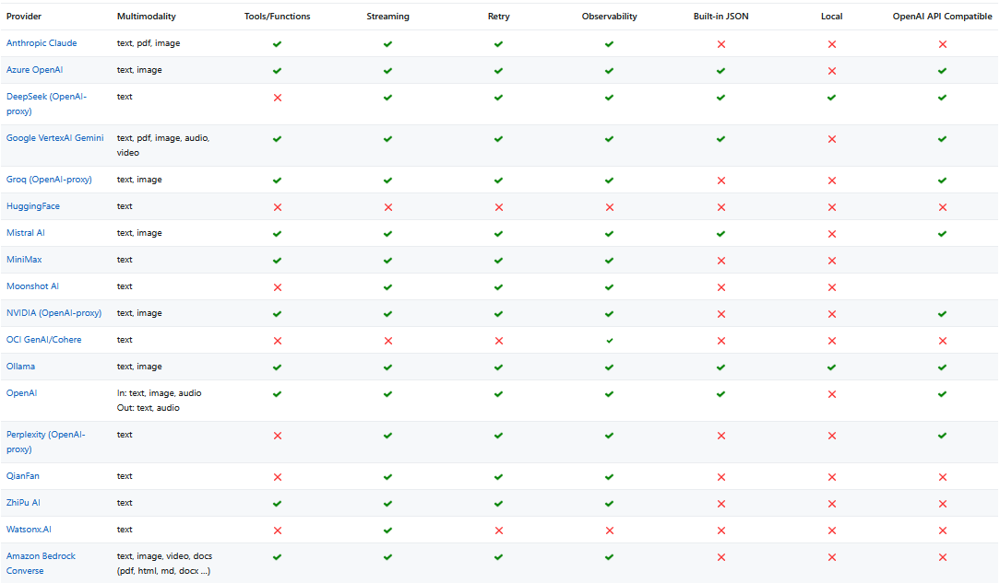 Provider Multimodality Tools/Functions Streaming Retry Observability Built-in JSON Local OpenAI API Compatible
Anthropic Claude text, pdf, image
Azure OpenAI text, image
DeepSeek (OpenAI- text
proxy)
Google VertexAI Gemini text, pdf, image, audio,
video
Groq (OpenAI-proxy) text, image
HuggingFace text
Mistral AI text, image
MiniMax text
Moonshot AI text
NVIDIA (OpenAI-proxy) text, image
OCI GenAI/Cohere text
Ollama text, image
OpenAI In: text, image, audio
Out: text, audio
Perplexity (OpenAI- text
proxy)
QianFan text
ZhiPu AI text
Watsonx.AI text
Amazon Bedrock text, image, video, docs
Converse (pdf, html, md, docx ...)